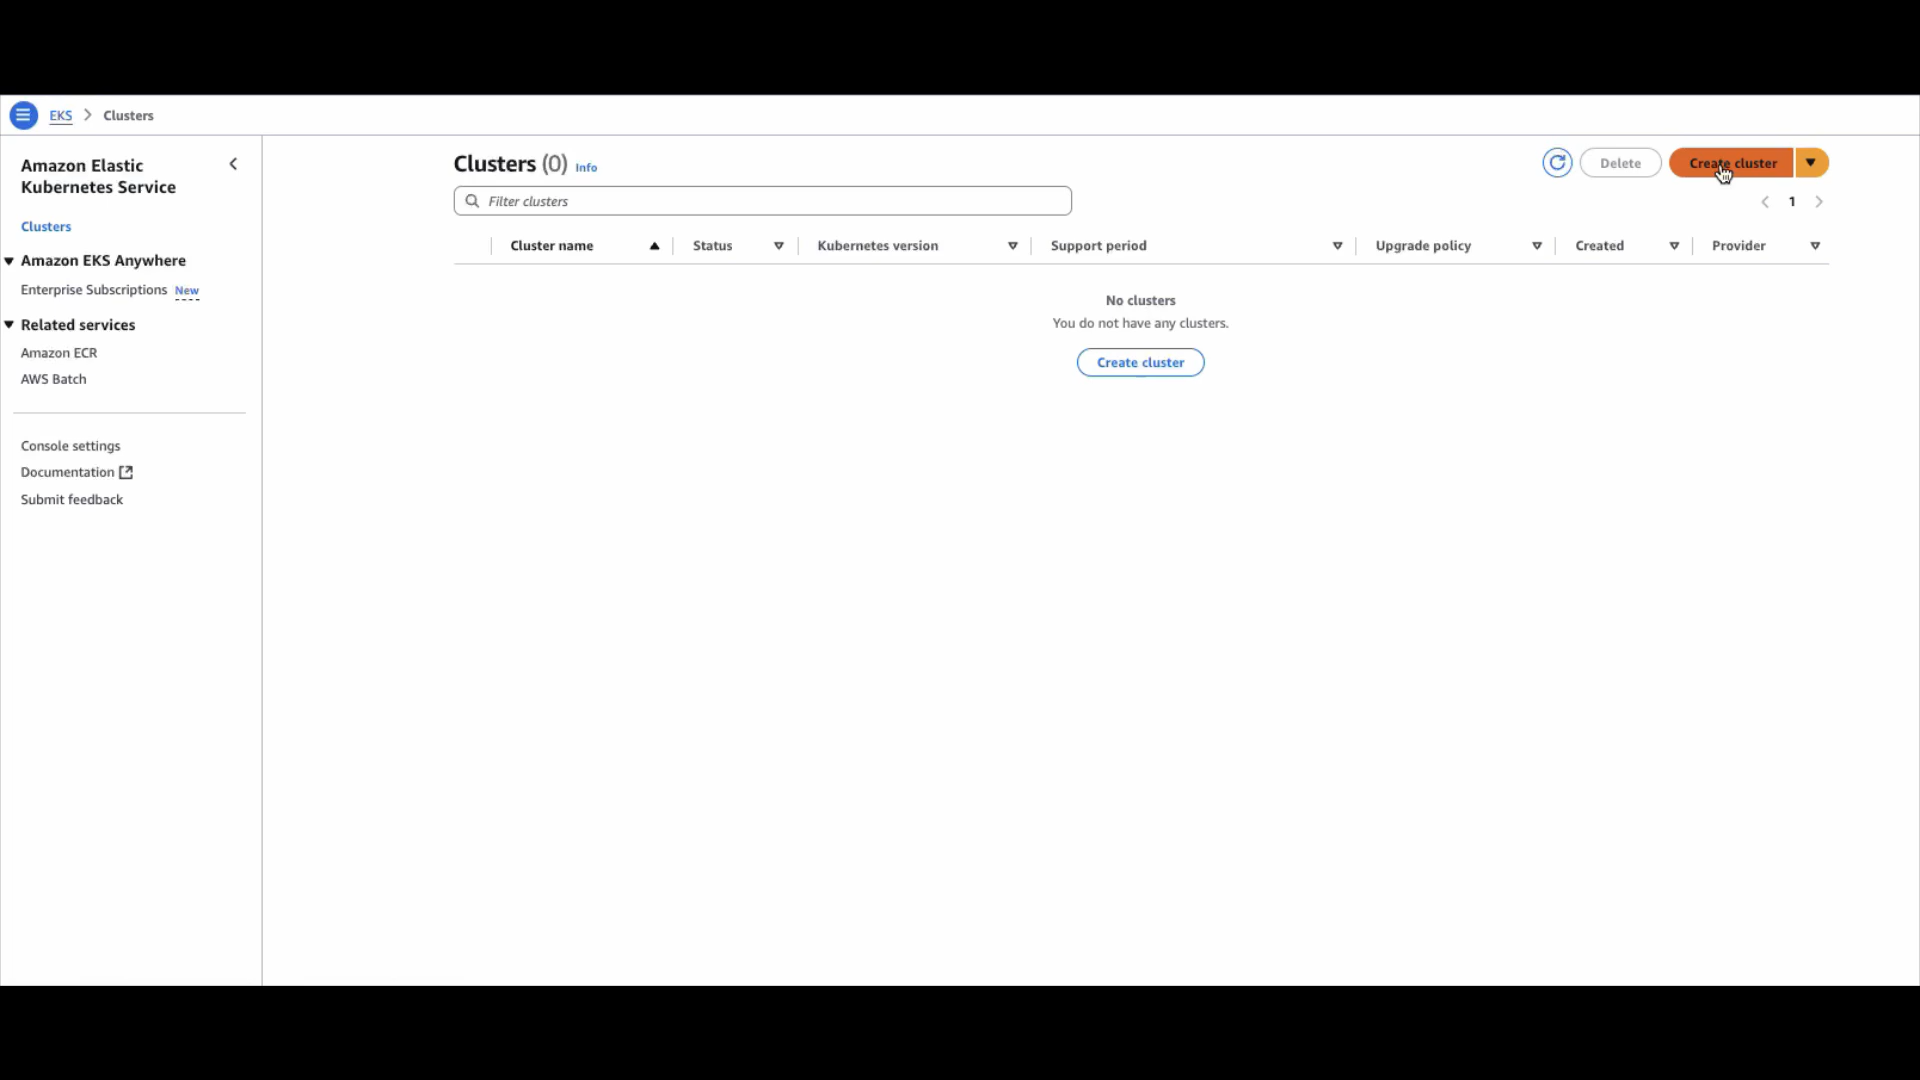 EKS > Clusters
Amazon Elastic
Kubernetes Service
Clusters
Amazon EKS Anywhere
Enterprise Subscriptions New
Related services
Amazon ECR
AWS Batch
Console settings
Documentation
Submit feedback
Clusters (0) Info
Delete
Create cluster
Filter clusters
1
Cluster name Status Kubernetes version Support period Upgrade policy Created Provider
No clusters
You do not have any clusters.
Create cluster